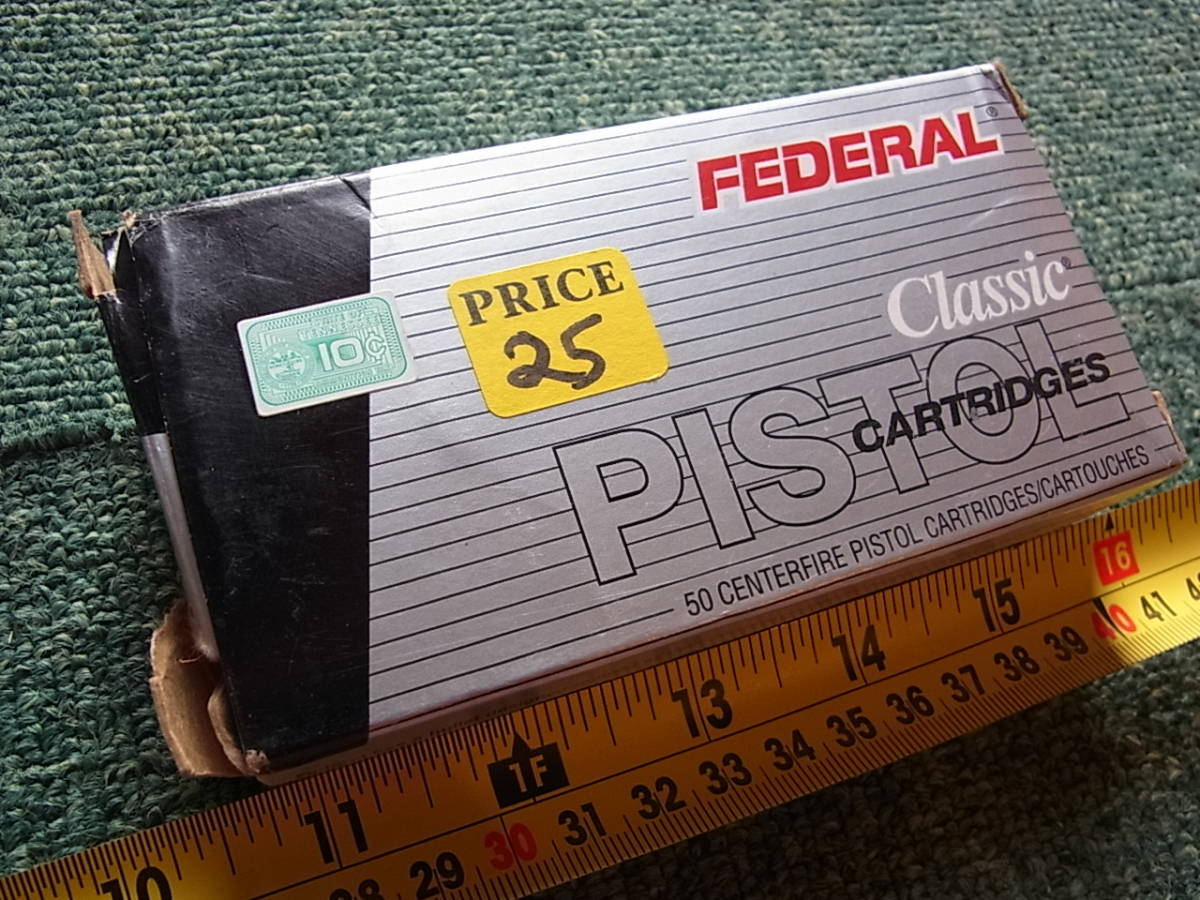 FEDERAL®
Classic®
PISTOL
CARTRIDGES
50 CENTERFIRE PISTOL CARTRIDGES/CARTOUCHES
PRICE
25
10
10 11 1F 13 14 15 16
28 29 30 31 32 33 34 35 36 37 38 39 40 41